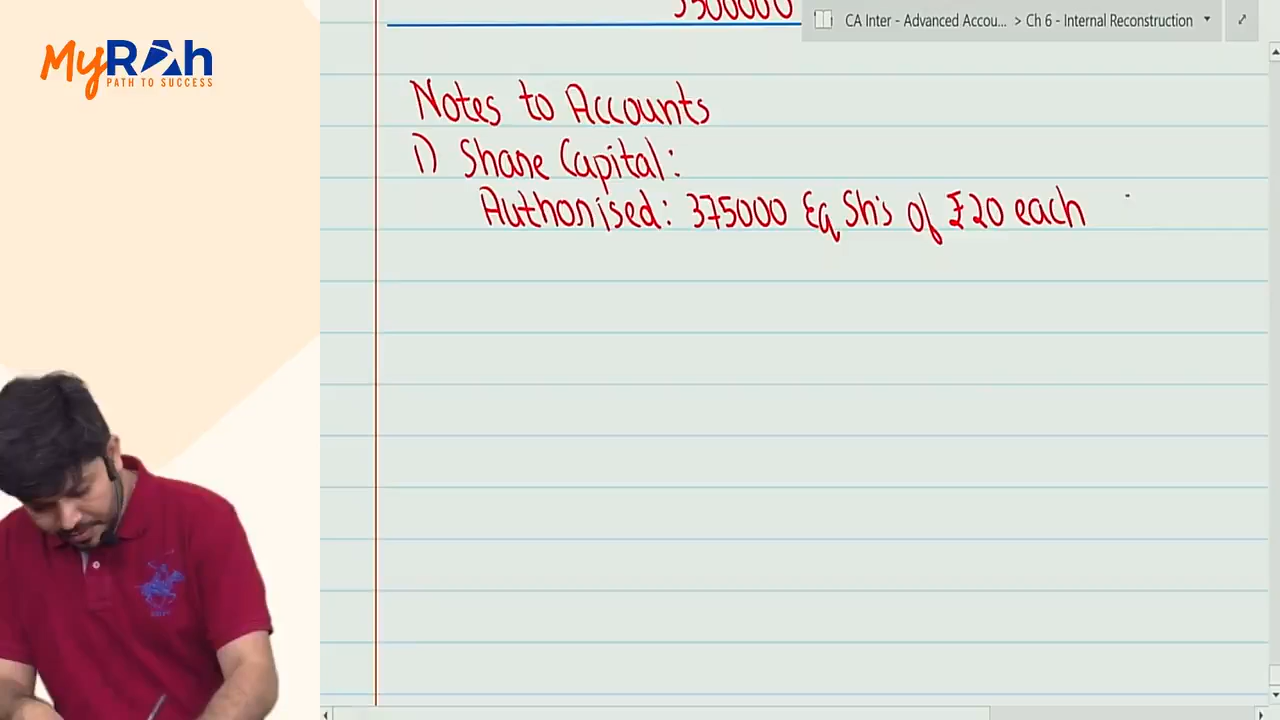 5500000
CA Inter - Advanced Accou... > Ch 6 - Internal Reconstruction
MyRAh
PATH TO SUCCESS
Notes to Accounts
1) Share Capital:
Authorised: 375000 Eq Sh's of ₹20 each